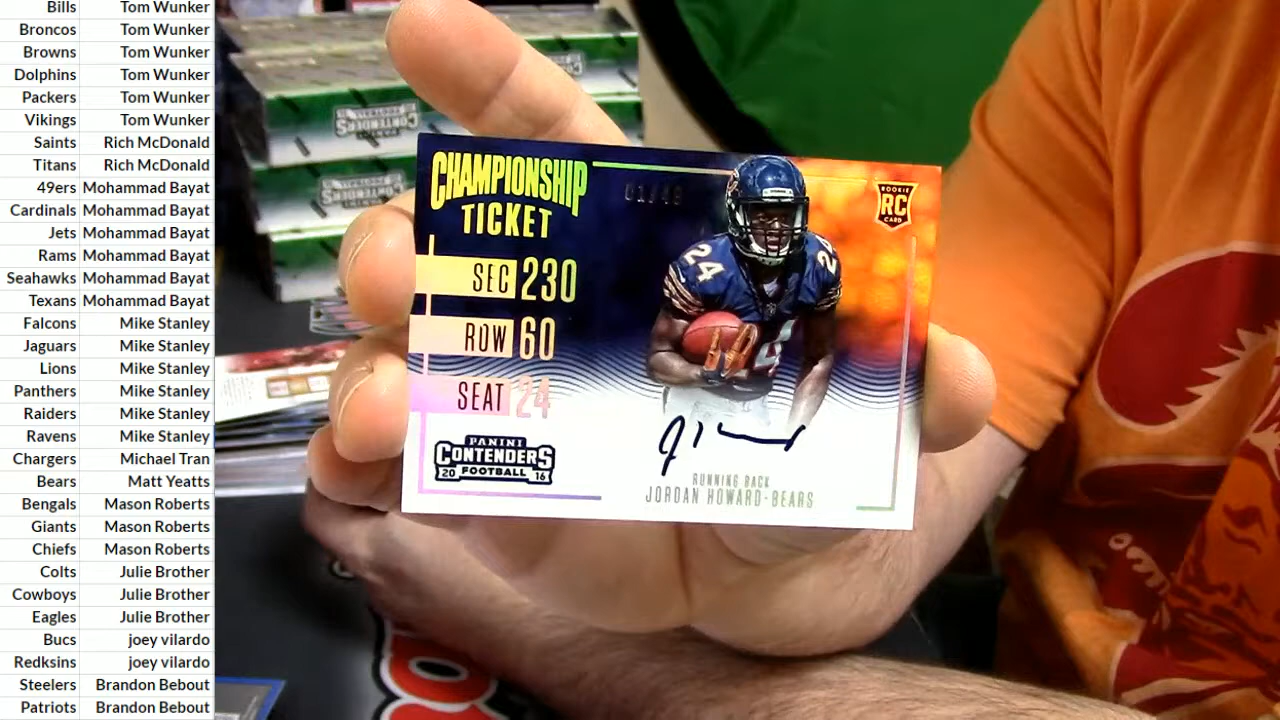 Bills Tom Wunker
Broncos Tom Wunker
Browns Tom Wunker
Dolphins Tom Wunker
Packers Tom Wunker
Vikings Tom Wunker
Saints Rich McDonald
Titans Rich McDonald
49ers Mohammad Bayat
Cardinals Mohammad Bayat
Jets Mohammad Bayat
Rams Mohammad Bayat
Seahawks Mohammad Bayat
Texans Mohammad Bayat
Falcons Mike Stanley
Jaguars Mike Stanley
Lions Mike Stanley
Panthers Mike Stanley
Raiders Mike Stanley
Ravens Mike Stanley
Chargers Michael Tran
Bears Matt Yeatts
Bengals Mason Roberts
Giants Mason Roberts
Chiefs Mason Roberts
Colts Julie Brother
Cowboys Julie Brother
Eagles Julie Brother
Bucs joey vilardo
Redksins joey vilardo
Steelers Brandon Bebout
Patriots Brandon Bebout
CHAMPIONSHIP
TICKET
SEC 230
ROW 60
SEAT 24
PANINI
CONTENDERS
20 FOOTBALL 16
ROOKIE
RC
CARD
24
RUNNING BACK
JORDAN HOWARD-BEARS
CONTENDERS
CONTENDERS